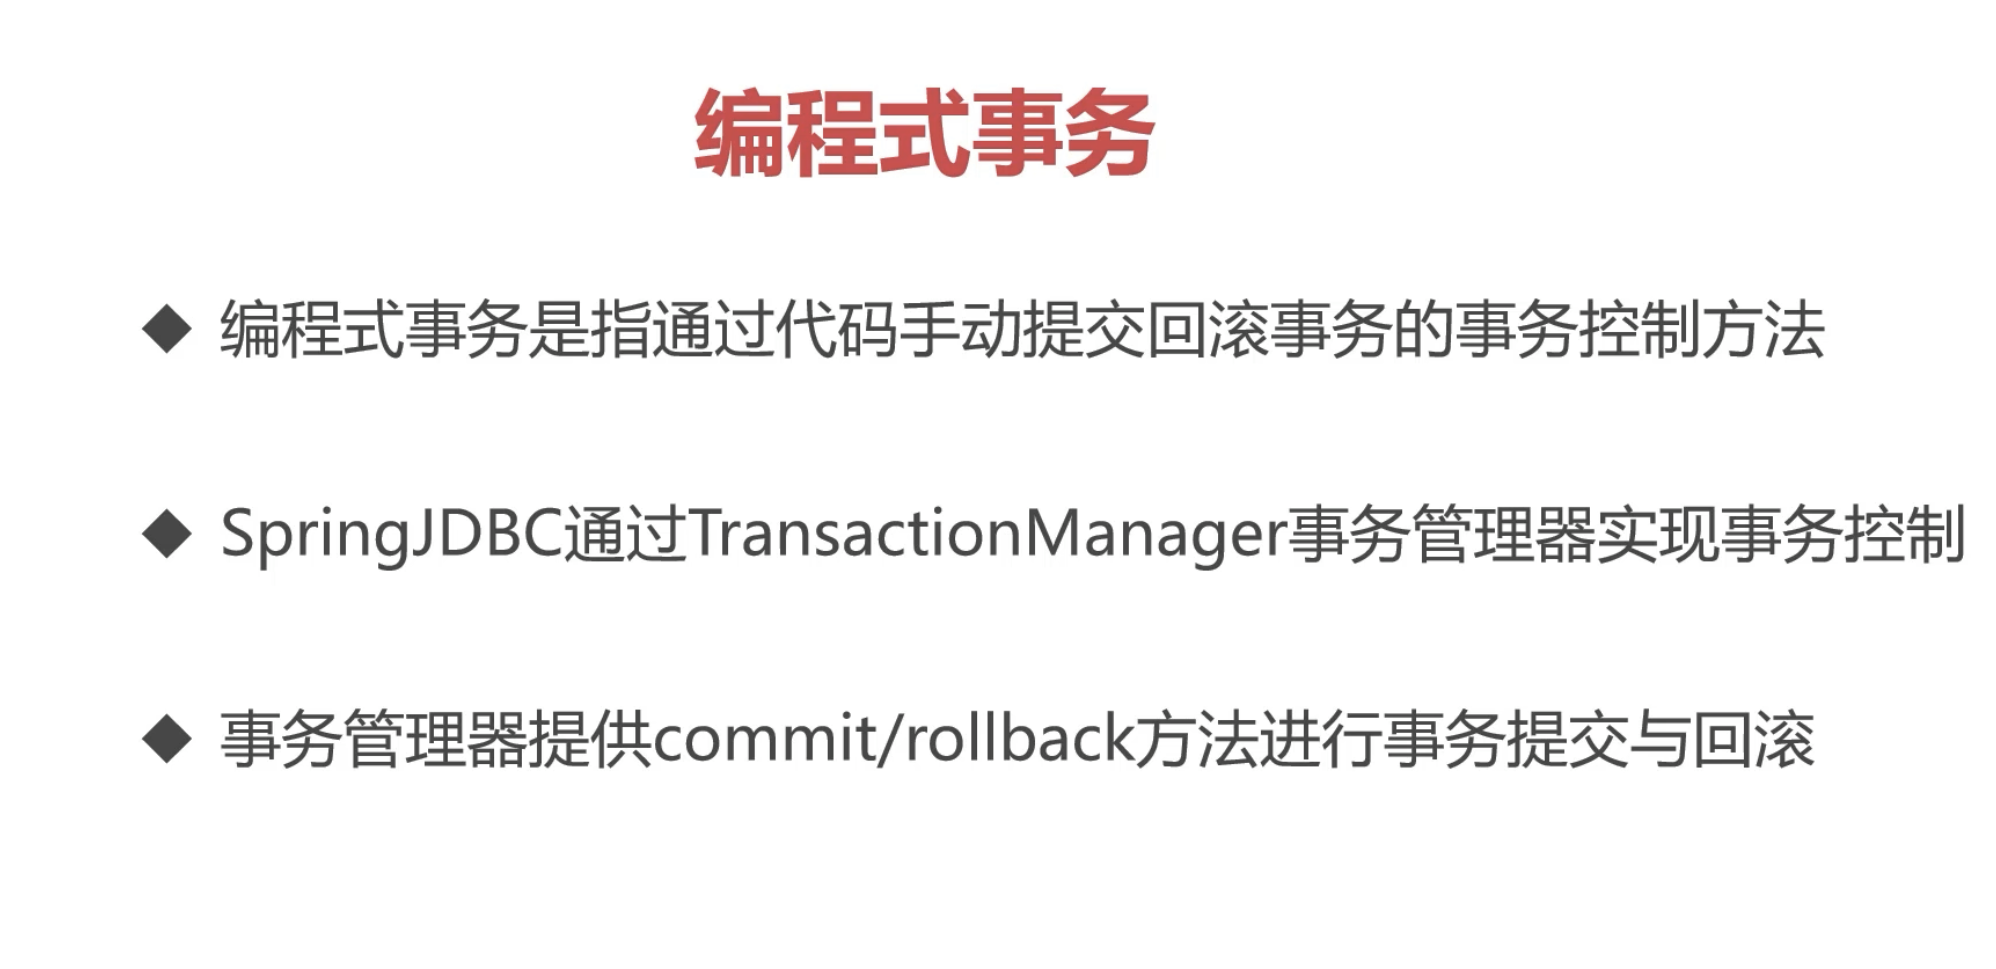 编程式事务
◆ 编程式事务是指通过代码手动提交回滚事务的事务控制方法
◆ SpringJDBC通过TransactionManager事务管理器实现事务控制
◆ 事务管理器提供commit/rollback方法进行事务提交与回滚